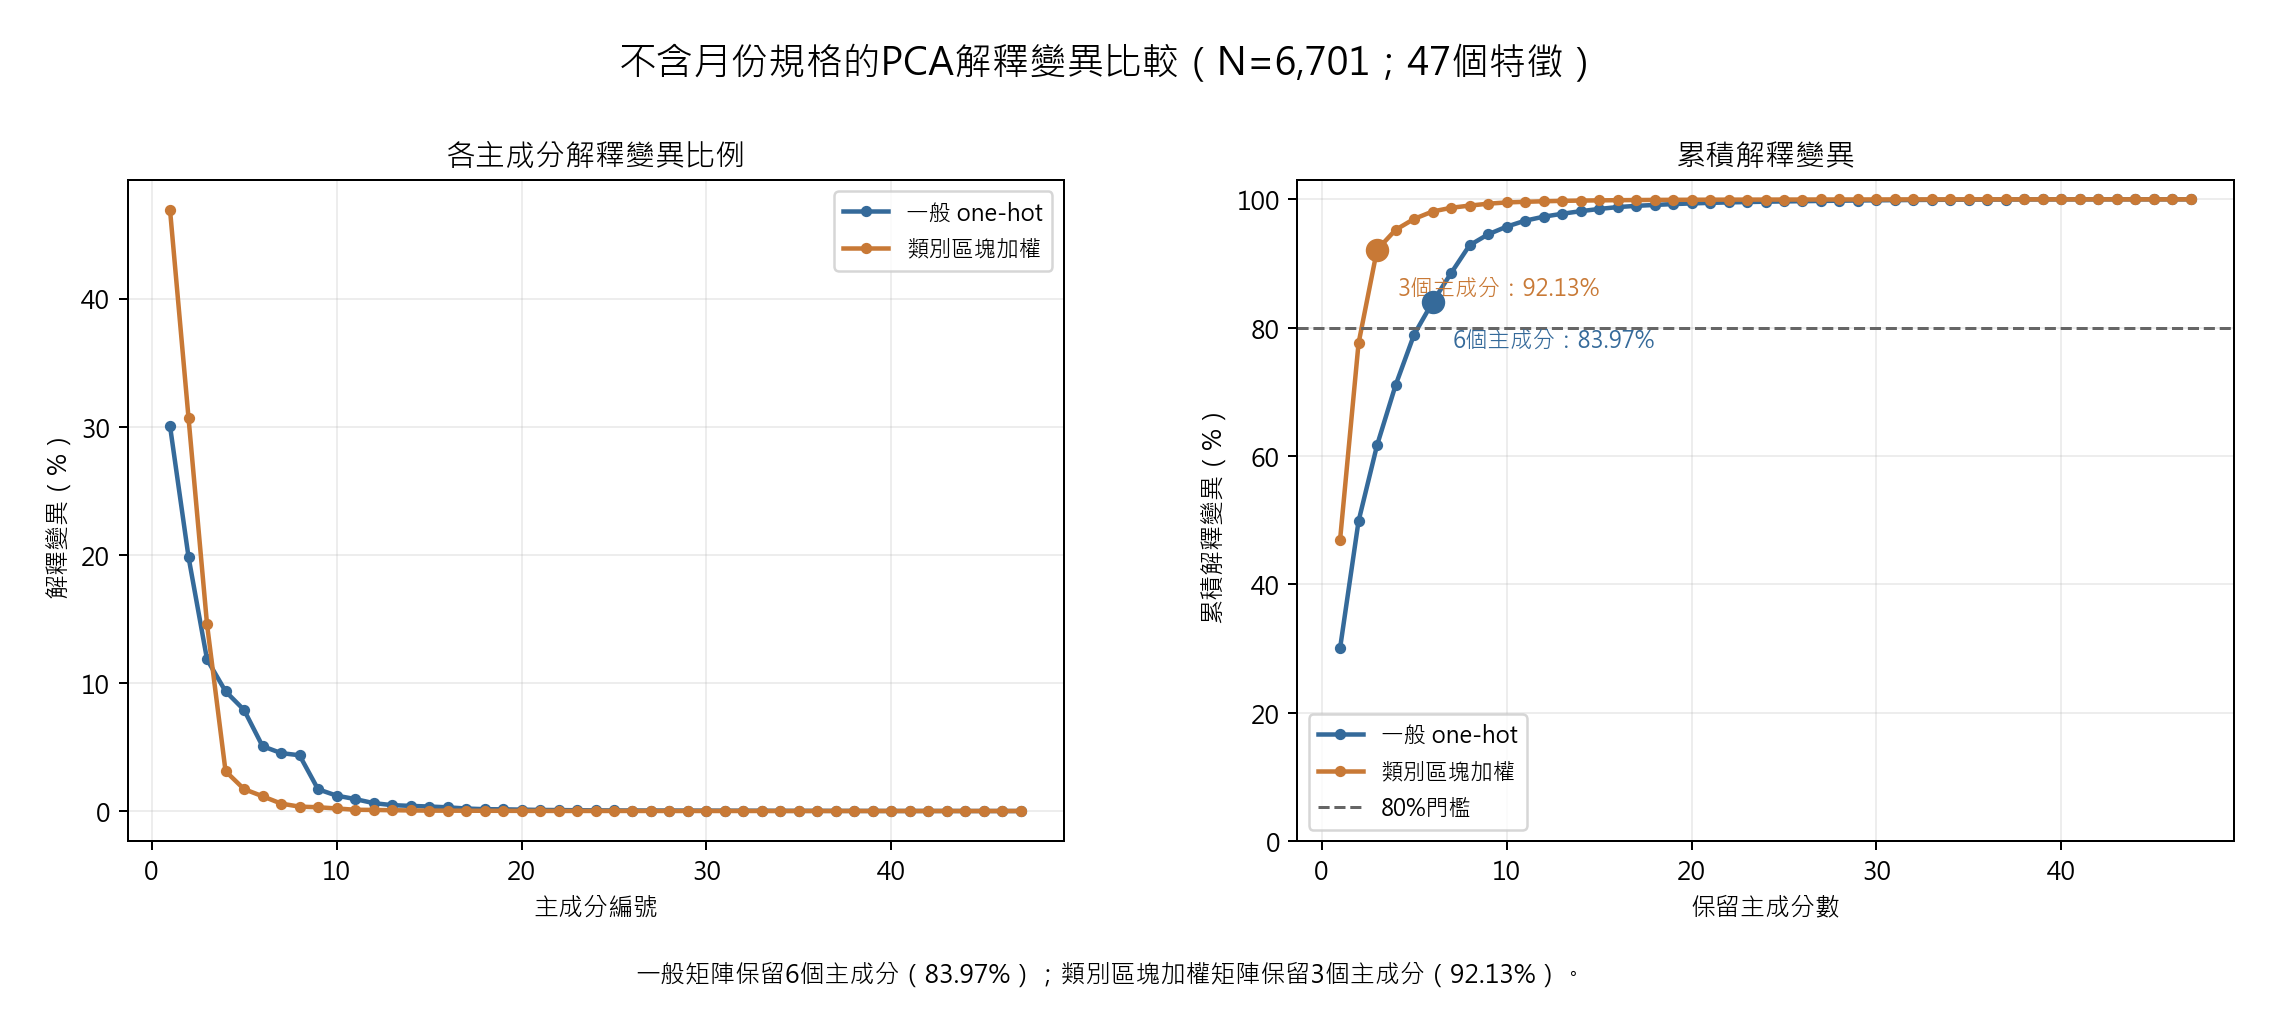 不含月份規格的PCA解釋變異比較（N=6,701；47個特徵）
各主成分解釋變異比例
一般 one-hot
類別區塊加權
解釋變異（%）
40
30
20
10
0
0
10
20
30
40
主成分編號
累積解釋變異
3個主成分：92.13%
6個主成分：83.97%
累積解釋變異（%）
100
80
60
40
20
0
一般 one-hot
類別區塊加權
80%門檻
0
10
20
30
40
保留主成分數
一般矩陣保留6個主成分（83.97%）；類別區塊加權矩陣保留3個主成分（92.13%）。